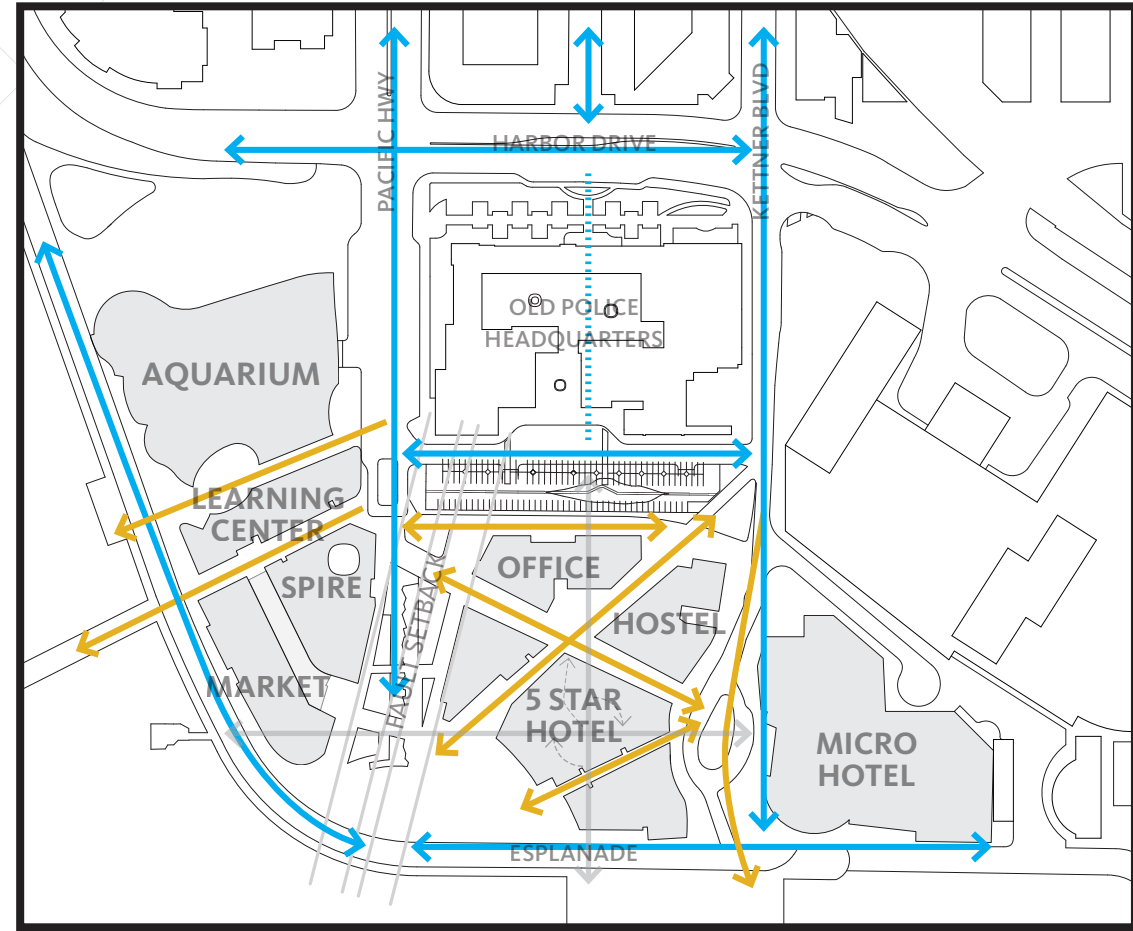 PACIFIC HWY
KETTNER BLVD
HARBOR DRIVE
OLD POLICE
HEADQUARTERS
AQUARIUM
LEARNING
CENTER
SPIRE
OFFICE
HOSTEL
FAULT SETBACK
MARKET
5 STAR
HOTEL
MICRO
HOTEL
ESPLANADE